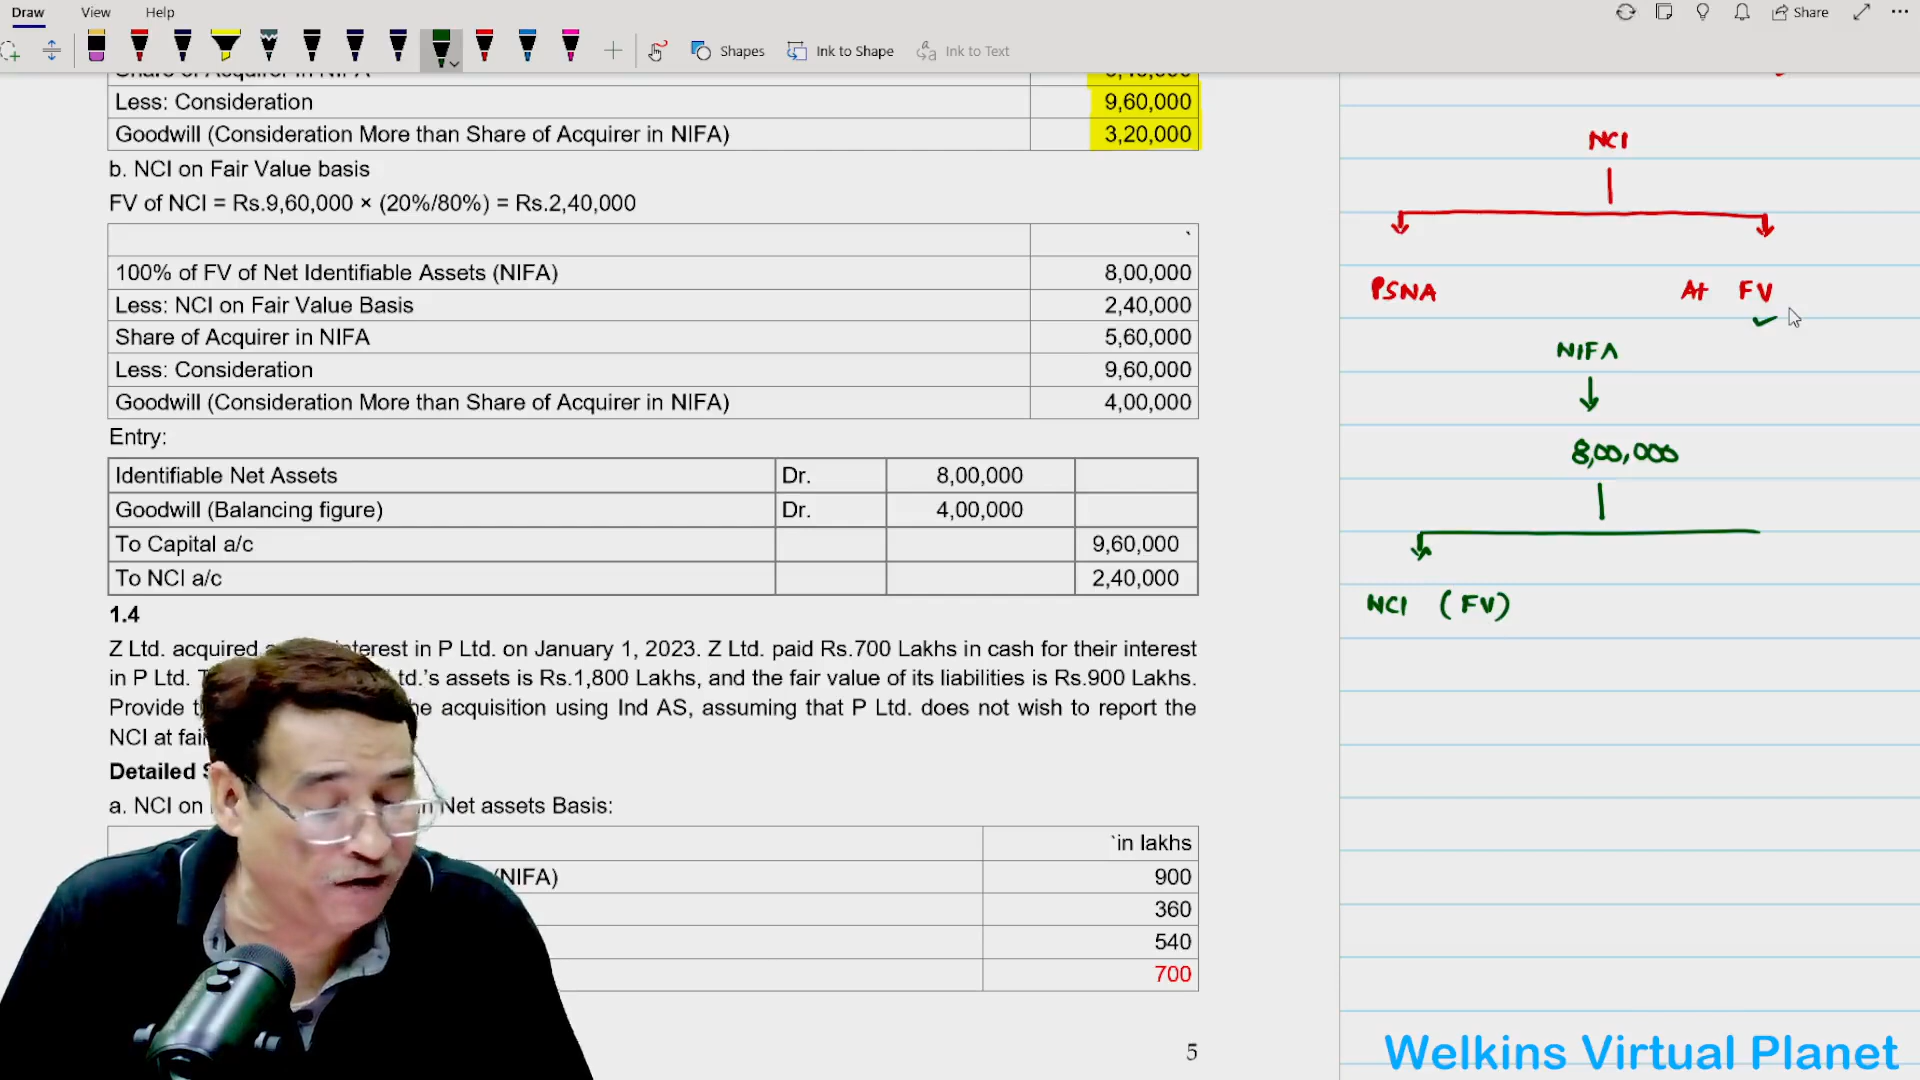 Draw View Help Share
Shapes Ink to Shape Ink to Text
Share of Acquirer in NIFA
Less: Consideration 9,60,000
Goodwill (Consideration More than Share of Acquirer in NIFA) 3,20,000
b. NCI on Fair Value basis
FV of NCI = Rs.9,60,000 × (20%/80%) = Rs.2,40,000
`
100% of FV of Net Identifiable Assets (NIFA) 8,00,000
Less: NCI on Fair Value Basis 2,40,000
Share of Acquirer in NIFA 5,60,000
Less: Consideration 9,60,000
Goodwill (Consideration More than Share of Acquirer in NIFA) 4,00,000
Entry:
Identifiable Net Assets Dr. 8,00,000
Goodwill (Balancing figure) Dr. 4,00,000
To Capital a/c 9,60,000
To NCI a/c 2,40,000
1.4
Z Ltd. acquired interest in P Ltd. on January 1, 2023. Z Ltd. paid Rs.700 Lakhs in cash for their interest
in P Ltd. td.'s assets is Rs.1,800 Lakhs, and the fair value of its liabilities is Rs.900 Lakhs.
Provide acquisition using Ind AS, assuming that P Ltd. does not wish to report the
NCI at
Detailed
a. NCI on Net assets Basis:
`in lakhs
(NIFA) 900
360
540
700
5
NCI
PSNA At FV
NIFA
8,00,000
NCI (FV)
Welkins Virtual Planet